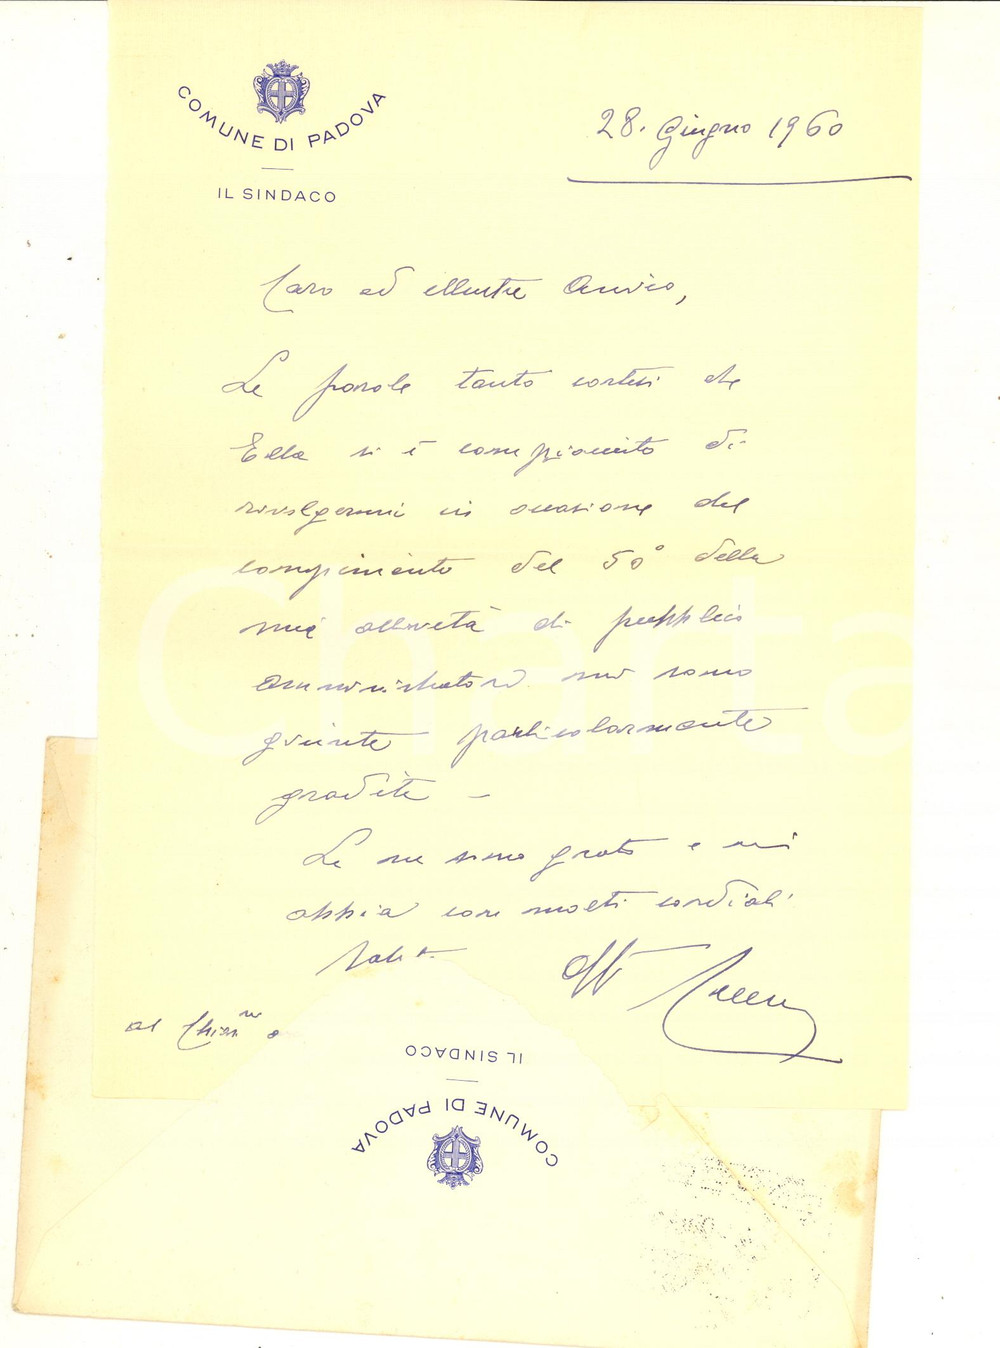 COMUNE DI PADOVA
IL SINDACO
28. Giugno 1960
Caro ed illustre Amico,
Le parole tanto cortesi che
Ella si è compiaciuto di
rivolgermi in occasione del
compimento del 50° della
mia attività di pubblico
amministratore mi sono
giunte particolarmente
gradite –
Le ne sono grato e mi
abbia con molti cordiali
saluti
Aff
al Chiar.mo
IL SINDACO
COMUNE DI PADOVA
Charta